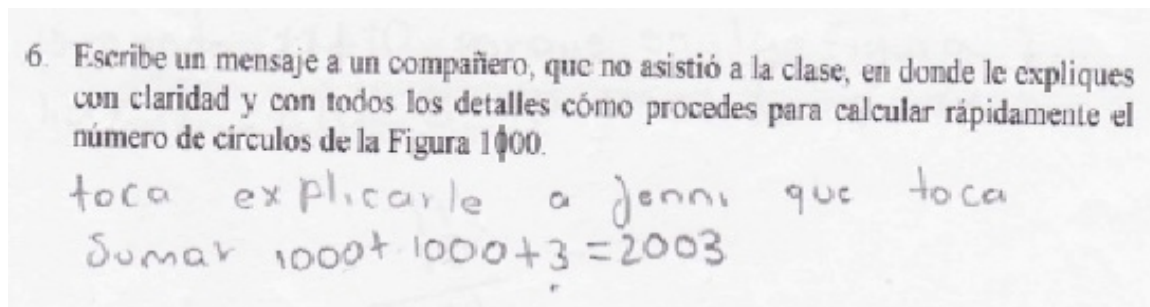 6. Escribe un mensaje a un compañero, que no asistió a la clase, en donde le expliques
con claridad y con todos los detalles cómo procedes para calcular rápidamente el
número de círculos de la Figura 1000.
toca explicarle a Jenni que toca
Sumar 1000+1000+3=2003